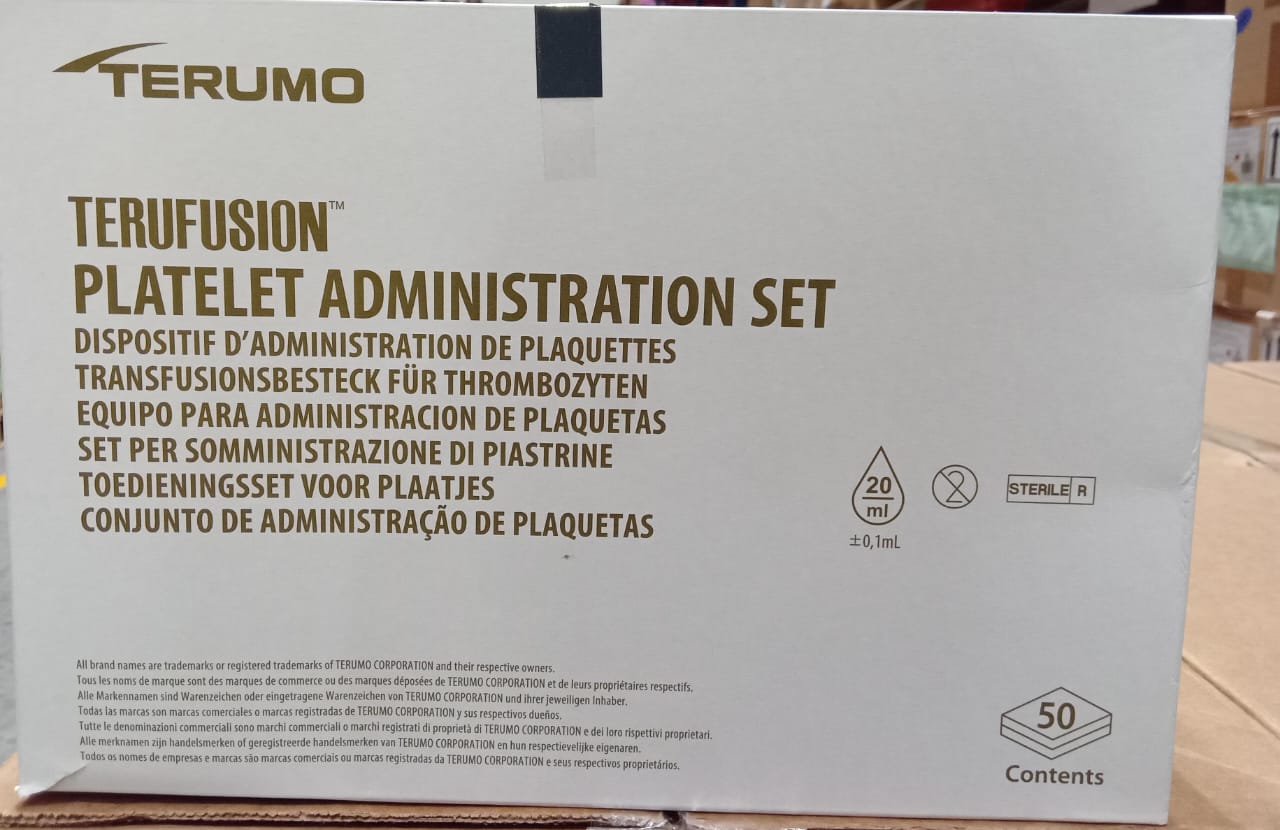 TERUMO
TERUFUSION™
PLATELET ADMINISTRATION SET
DISPOSITIF D'ADMINISTRATION DE PLAQUETTES
TRANSFUSIONSBESTECK FÜR THROMBOZYTEN
EQUIPO PARA ADMINISTRACION DE PLAQUETAS
SET PER SOMMINISTRAZIONE DI PIASTRINE
TOEDIENINGSSET VOOR PLAATJES
CONJUNTO DE ADMINISTRAÇÃO DE PLAQUETAS
20
ml
±0,1mL
2
STERILE R
All brand names are trademarks or registered trademarks of TERUMO CORPORATION and their respective owners.
Tous les noms de marque sont des marques de commerce ou des marques déposées de TERUMO CORPORATION et de leurs propriétaires respectifs.
Alle Markennamen sind Warenzeichen oder eingetragene Warenzeichen von TERUMO CORPORATION und ihrer jeweiligen Inhaber.
Todas las marcas son marcas comerciales o marcas registradas de TERUMO CORPORATION y sus respectivos dueños.
Tutte le denominazioni commerciali sono marchi commerciali o marchi registrati di proprietà di TERUMO CORPORATION e dei loro rispettivi proprietari.
Alle merknamen zijn handelsmerken of geregistreerde handelsmerken van TERUMO CORPORATION en hun respectievelijke eigenaren.
Todos os nomes de empresas e marcas são marcas comerciais ou marcas registradas da TERUMO CORPORATION e seus respectivos proprietários.
50
Contents